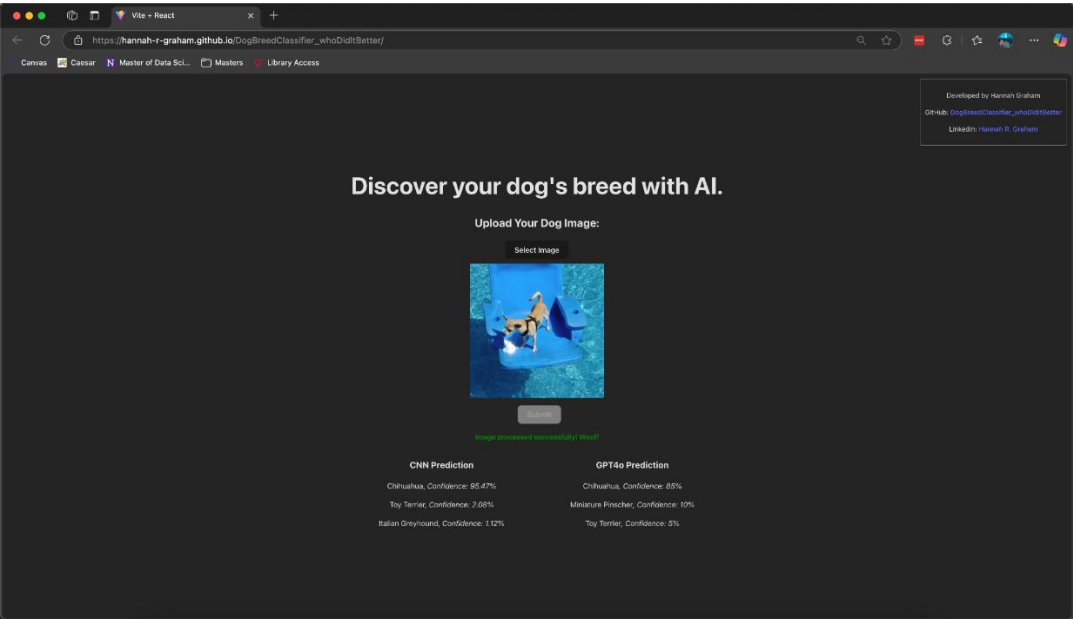 Vite + React
https://hannah-r-graham.github.io/DogBreedClassifier_whoDidItBetter/
Canvas Caesar Master of Data Sci... Masters Library Access
Developed by Hannah Graham
GitHub: DogBreedClassifier_whoDidItBetter
LinkedIn: Hannah R. Graham
Discover your dog's breed with AI.
Upload Your Dog Image:
Select Image
Submit
Image processed successfully! Woof!
CNN Prediction GPT4o Prediction
Chihuahua, Confidence: 95.47% Chihuahua, Confidence: 85%
Toy Terrier, Confidence: 2.08% Miniature Pinscher, Confidence: 10%
Italian Greyhound, Confidence: 1.12% Toy Terrier, Confidence: 5%